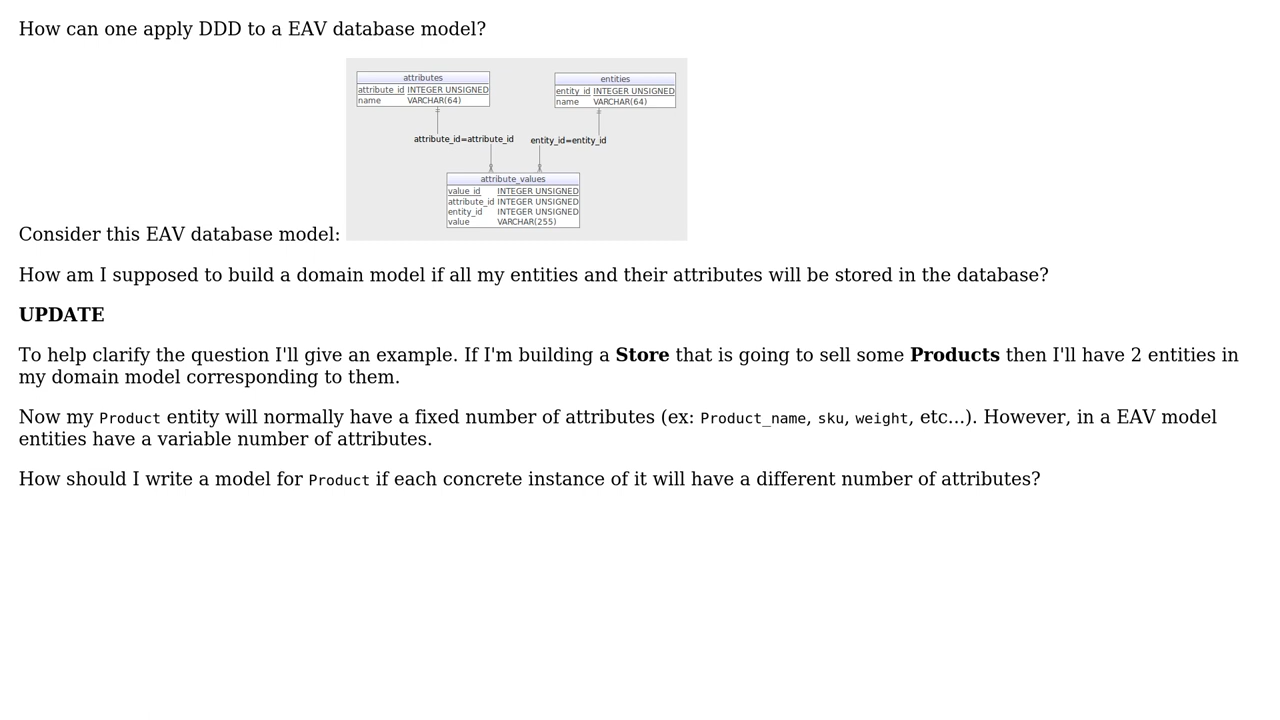 How can one apply DDD to a EAV database model?
attributes
attribute_id INTEGER UNSIGNED
name VARCHAR(64)
entities
entity_id INTEGER UNSIGNED
name VARCHAR(64)
attribute_id=attribute_id
entity_id=entity_id
attribute_values
value_id INTEGER UNSIGNED
attribute_id INTEGER UNSIGNED
entity_id INTEGER UNSIGNED
value VARCHAR(255)
Consider this EAV database model:
How am I supposed to build a domain model if all my entities and their attributes will be stored in the database?
UPDATE
To help clarify the question I'll give an example. If I'm building a Store that is going to sell some Products then I'll have 2 entities in
my domain model corresponding to them.
Now my Product entity will normally have a fixed number of attributes (ex: Product_name, sku, weight, etc...). However, in a EAV model
entities have a variable number of attributes.
How should I write a model for Product if each concrete instance of it will have a different number of attributes?